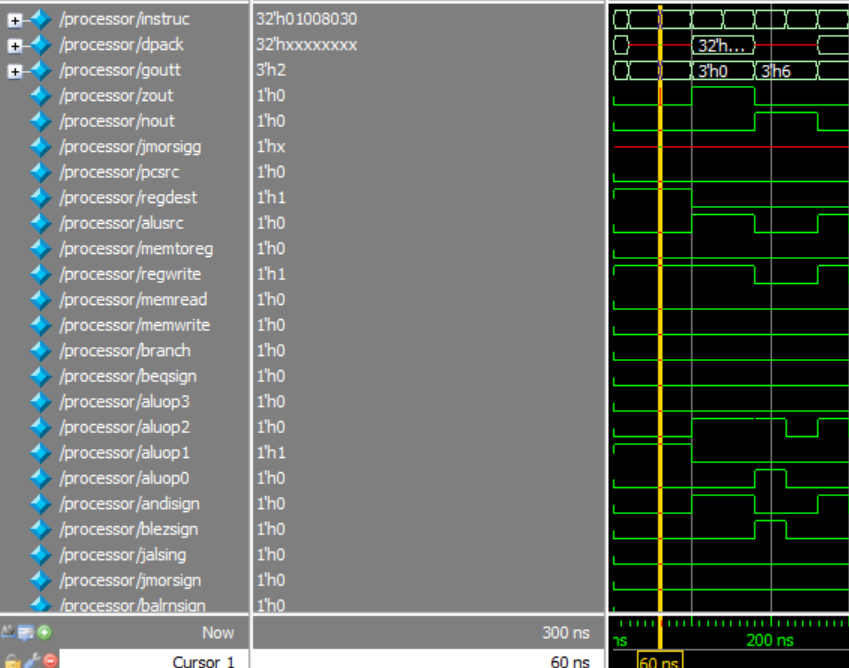 /processor/instruc 32'h01008030
/processor/dpack 32'hxxxxxxxx 32'h...
/processor/goutt 3'h2 3'h0 3'h6
/processor/zout 1'h0
/processor/nout 1'h0
/processor/jmorsigg 1'hx
/processor/pcsrc 1'h0
/processor/regdest 1'h1
/processor/alusrc 1'h0
/processor/memtoreg 1'h0
/processor/regwrite 1'h1
/processor/memread 1'h0
/processor/memwrite 1'h0
/processor/branch 1'h0
/processor/beqsign 1'h0
/processor/aluop3 1'h0
/processor/aluop2 1'h0
/processor/aluop1 1'h1
/processor/aluop0 1'h0
/processor/andisign 1'h0
/processor/blezsign 1'h0
/processor/jalsing 1'h0
/processor/jmorsign 1'h0
/processor/balrnsign 1'h0
Now 300 ns ns 200 ns
Cursor 1 60 ns 60 ns